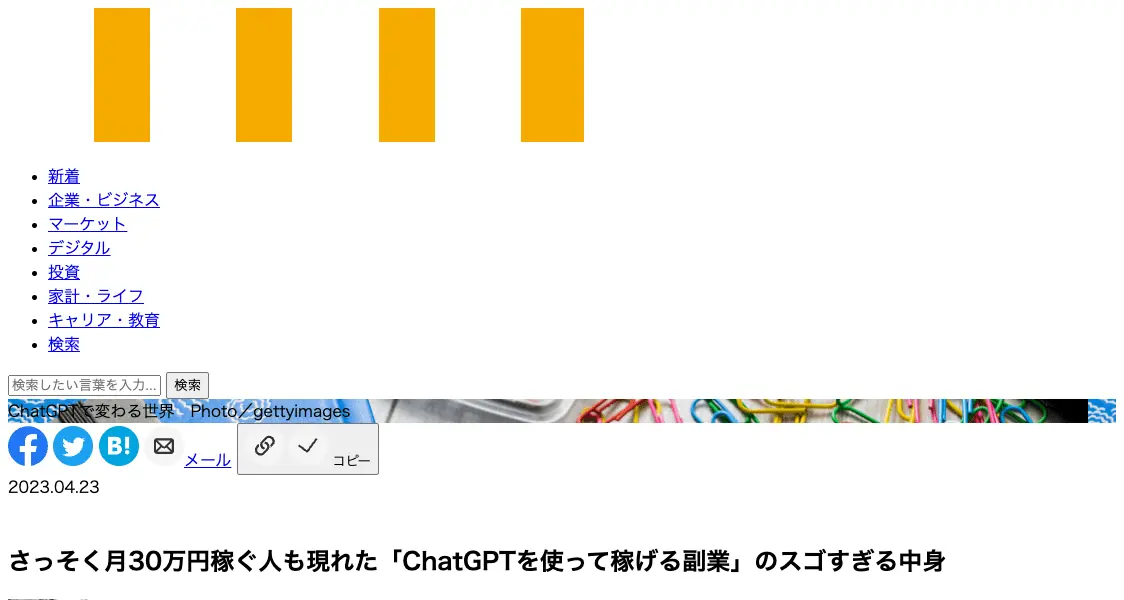 新着
企業・ビジネス
マーケット
デジタル
投資
家計・ライフ
キャリア・教育
検索
検索したい言葉を入力... 検索
ChatGPTで変わる世界　Photo／gettyimages
B! メール コピー
2023.04.23
さっそく月30万円稼ぐ人も現れた「ChatGPTを使って稼げる副業」のスゴすぎる中身